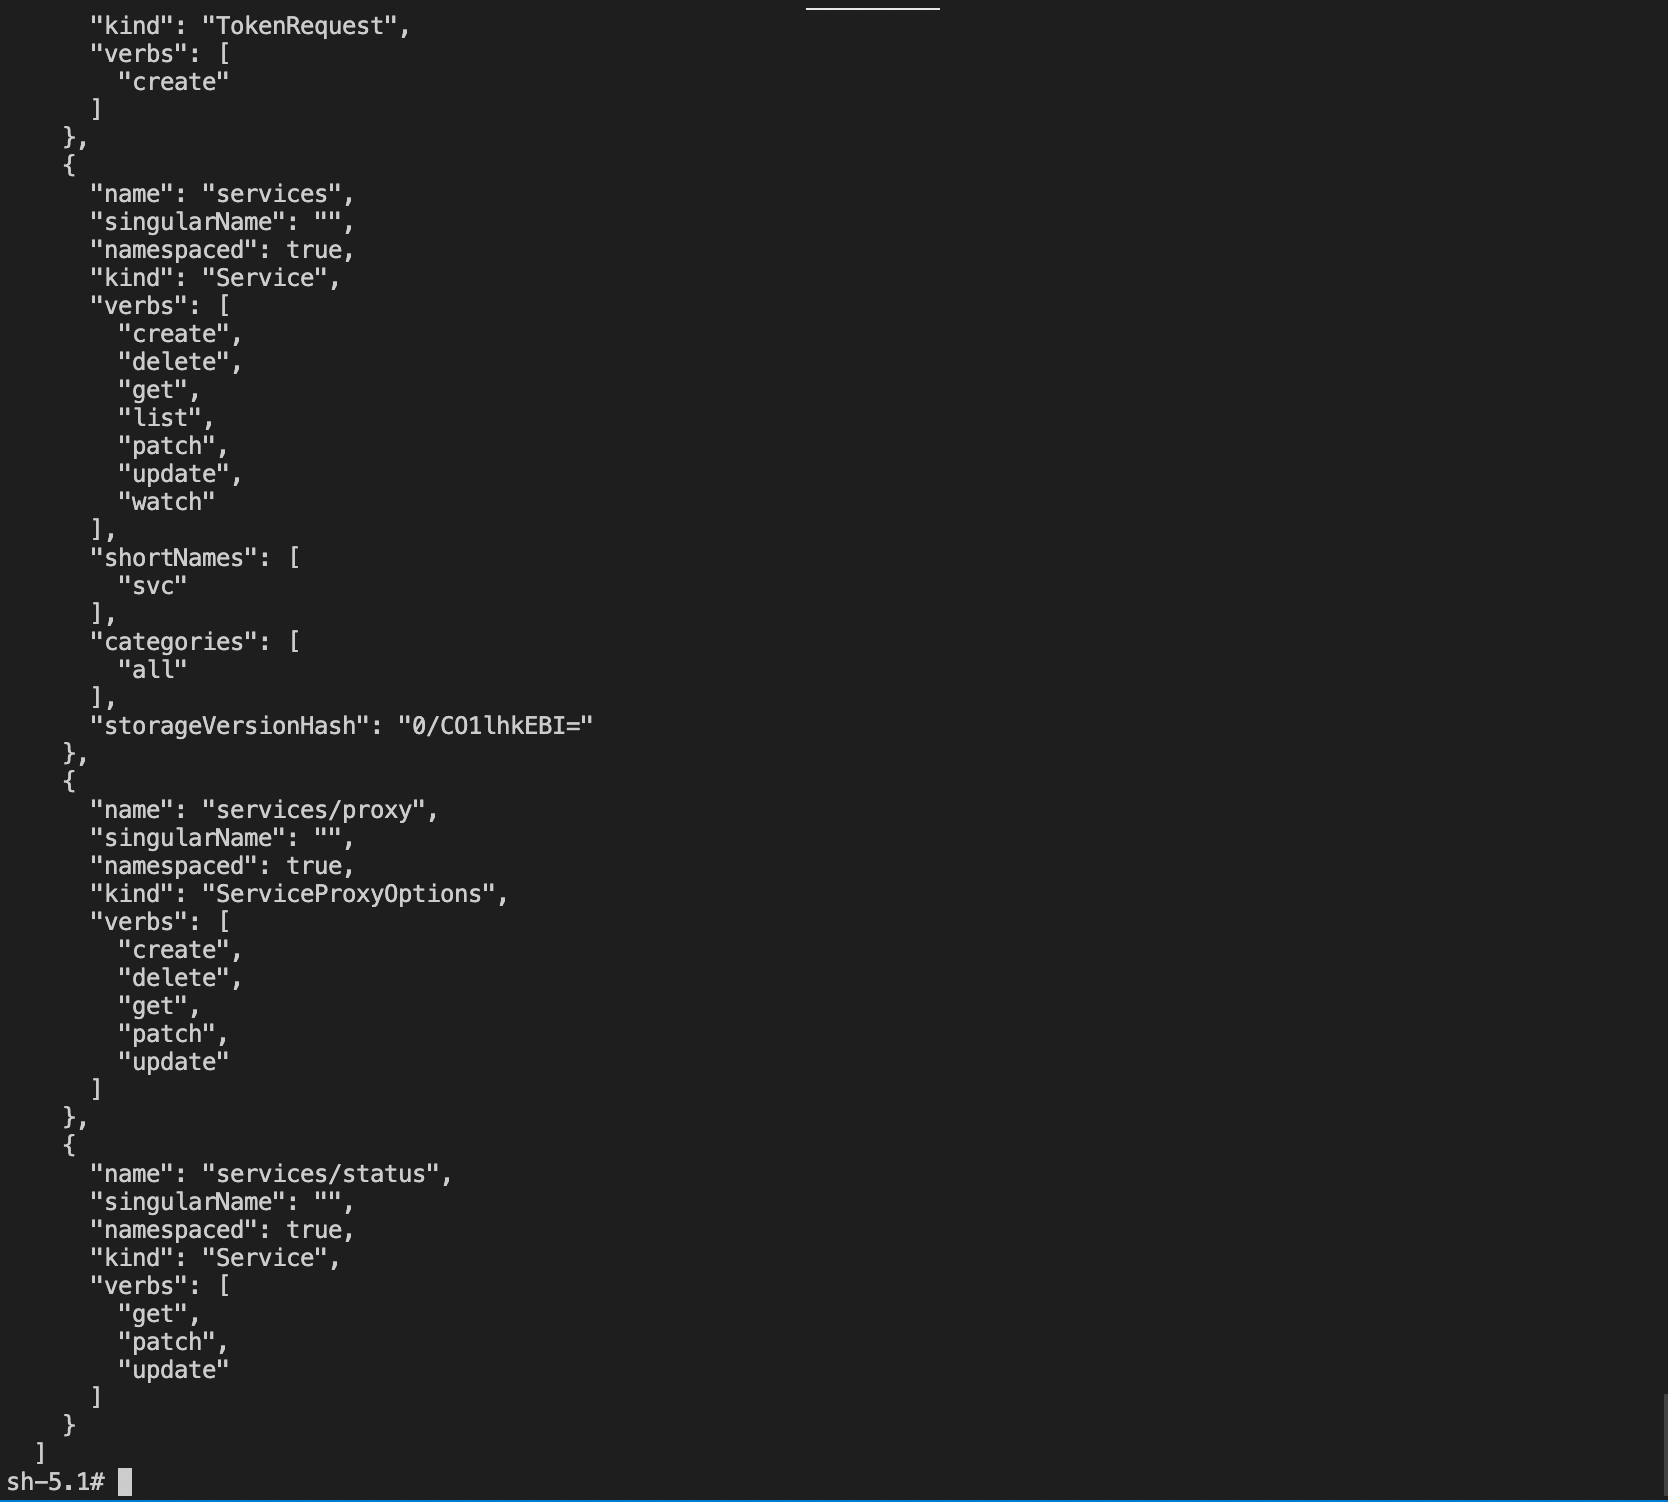 "kind": "TokenRequest",
"verbs": [
"create"
]
},
{
"name": "services",
"singularName": "",
"namespaced": true,
"kind": "Service",
"verbs": [
"create",
"delete",
"get",
"list",
"patch",
"update",
"watch"
],
"shortNames": [
"svc"
],
"categories": [
"all"
],
"storageVersionHash": "0/CO1lhkEBI="
},
{
"name": "services/proxy",
"singularName": "",
"namespaced": true,
"kind": "ServiceProxyOptions",
"verbs": [
"create",
"delete",
"get",
"patch",
"update"
]
},
{
"name": "services/status",
"singularName": "",
"namespaced": true,
"kind": "Service",
"verbs": [
"get",
"patch",
"update"
]
}
]
sh-5.1#